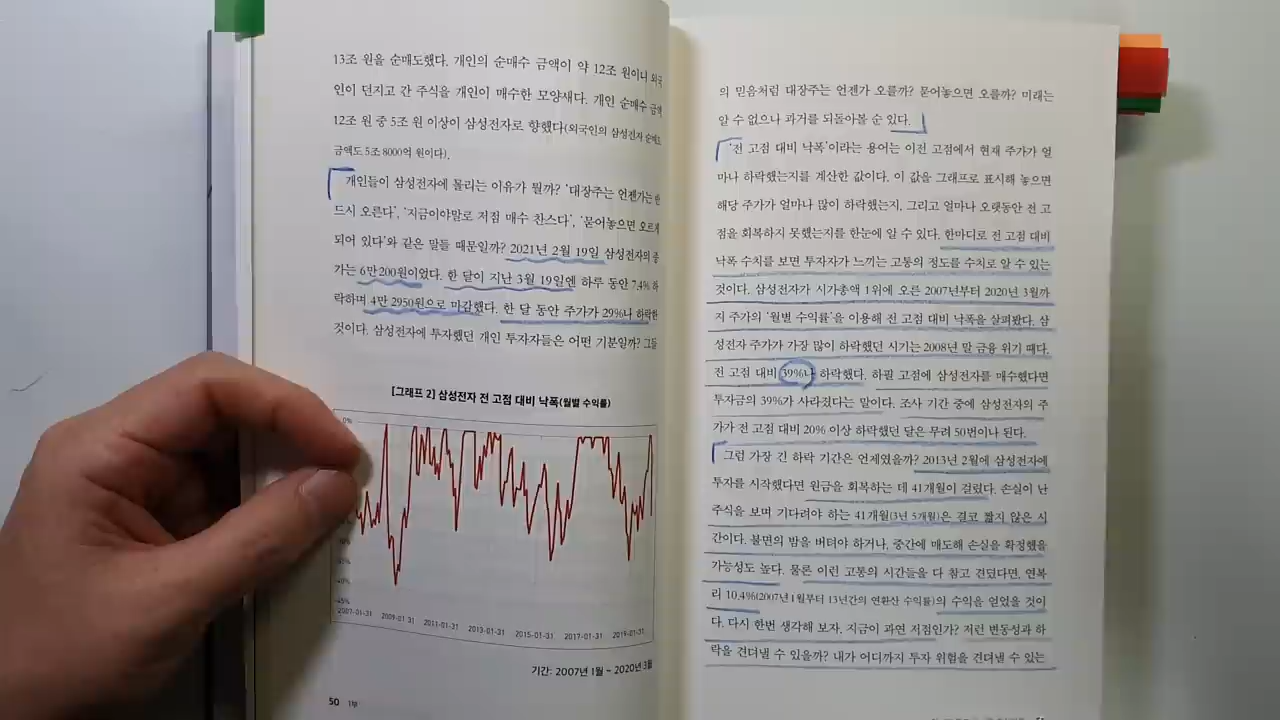 13조 원을 순매도했다. 개인의 순매수 금액이 약 12조 원이니 외국
인이 던지고 간 주식을 개인이 매수한 모양새다. 개인 순매수 금액
12조 원 중 5조 원 이상이 삼성전자로 향했다(외국인의 삼성전자 순매도
금액도 5조 8000억 원이다).
개인들이 삼성전자에 몰리는 이유가 뭘까? '대장주는 언젠가는 반
드시 오른다', '지금이야말로 저점 매수 찬스다', '묻어놓으면 오르게
되어 있다'와 같은 말들 때문일까? 2021년 2월 19일 삼성전자의 종
가는 6만 200원이었다. 한 달이 지난 3월 19일엔 하루 동안 7.4% 하
락하며 4만 2950원으로 마감했다. 한 달 동안 주가가 29%나 하락한
것이다. 삼성전자에 투자했던 개인 투자자들은 어떤 기분일까? 그들
[그래프 2] 삼성전자 전 고점 대비 낙폭(월별 수익률)
0%
-40%
-45%
2007-01-31 2009-01-31 2011-01-31 2013-01-31 2015-01-31 2017-01-31 2019-01-31
기간: 2007년 1월 ~ 2020년 3월
50 1부
의 믿음처럼 대장주는 언젠가 오를까? 묻어놓으면 오를까? 미래는
알 수 없으나 과거를 되돌아볼 순 있다.
'전 고점 대비 낙폭'이라는 용어는 이전 고점에서 현재 주가가 얼
마나 하락했는지를 계산한 값이다. 이 값을 그래프로 표시해 놓으면
해당 주가가 얼마나 많이 하락했는지, 그리고 얼마나 오랫동안 전 고
점을 회복하지 못했는지를 한눈에 알 수 있다. 한마디로 전 고점 대비
낙폭 수치를 보면 투자자가 느끼는 고통의 정도를 수치로 알 수 있는
것이다. 삼성전자가 시가총액 1위에 오른 2007년부터 2020년 3월까
지 주가의 '월별 수익률'을 이용해 전 고점 대비 낙폭을 살펴봤다. 삼
성전자 주가가 가장 많이 하락했던 시기는 2008년 말 금융 위기 때다.
전 고점 대비 39%나 하락했다. 하필 고점에 삼성전자를 매수했다면
투자금의 39%가 사라졌다는 말이다. 조사 기간 중에 삼성전자의 주
가가 전 고점 대비 20% 이상 하락했던 달은 무려 50번이나 된다.
그럼 가장 긴 하락 기간은 언제였을까? 2013년 2월에 삼성전자에
투자를 시작했다면 원금을 회복하는 데 41개월이 걸렸다. 손실이 난
주식을 보며 기다려야 하는 41개월(3년 5개월)은 결코 짧지 않은 시
간이다. 불면의 밤을 버텨야 하거나, 중간에 매도해 손실을 확정했을
가능성도 높다. 물론 이런 고통의 시간들을 다 참고 견뎠다면, 연복
리 10.4%(2007년 1월부터 13년간의 연환산 수익률)의 수익을 얻었을 것이
다. 다시 한번 생각해 보자. 지금이 과연 저점인가? 저런 변동성과 하
락을 견뎌낼 수 있을까? 내가 어디까지 투자 위험을 견뎌낼 수 있는